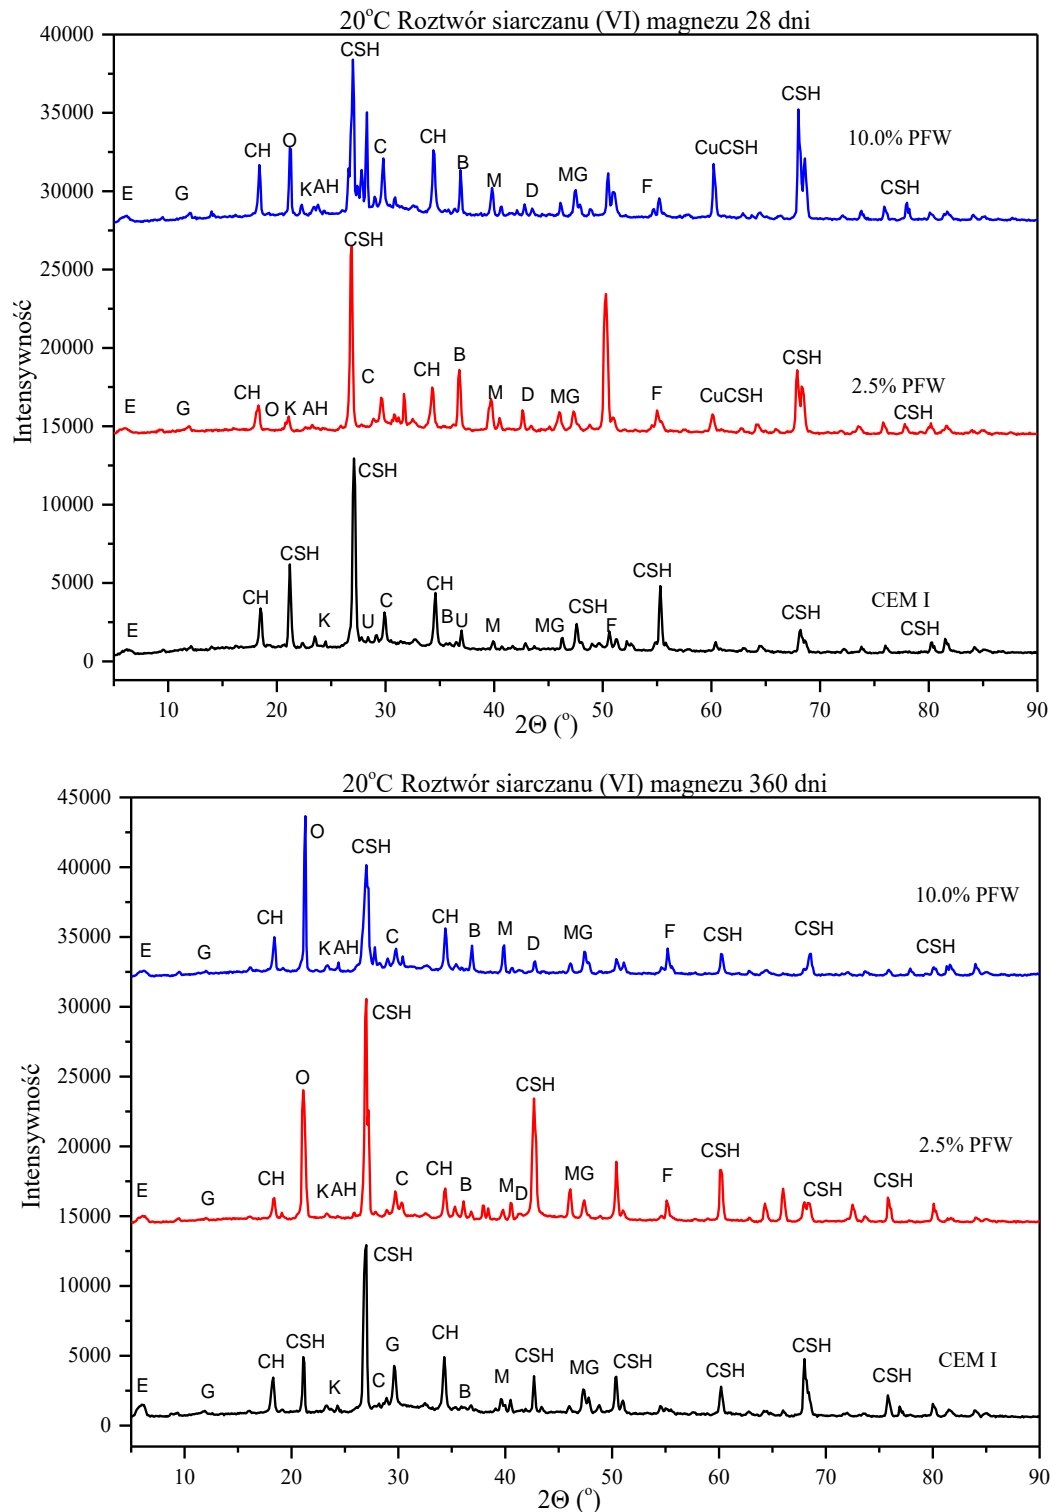 20°C Roztwór siarczanu (VI) magnezu 28 dni
Intensywność
40000
35000
30000
25000
20000
15000
10000
5000
0
E G CH O K AH CSH C CH B M D MG F CuCSH CSH CSH
10.0% PFW
E G CH O K AH CSH C CH B M D MG F CuCSH CSH CSH
2.5% PFW
E CH CSH K CSH U C CH B U M MG CSH F CSH CSH CSH
CEM I
10 20 30 40 50 60 70 80 90
2Θ (°)
20°C Roztwór siarczanu (VI) magnezu 360 dni
Intensywność
45000
40000
35000
30000
25000
20000
15000
10000
5000
0
E G CH O K AH CSH C CH B M D MG F CSH CSH CSH
10.0% PFW
E G CH O K AH CSH C CH B M D CSH MG F CSH CSH CSH
2.5% PFW
E G CH CSH K CSH C G CH B M CSH MG CSH CSH CSH CSH
CEM I
10 20 30 40 50 60 70 80 90
2Θ (°)